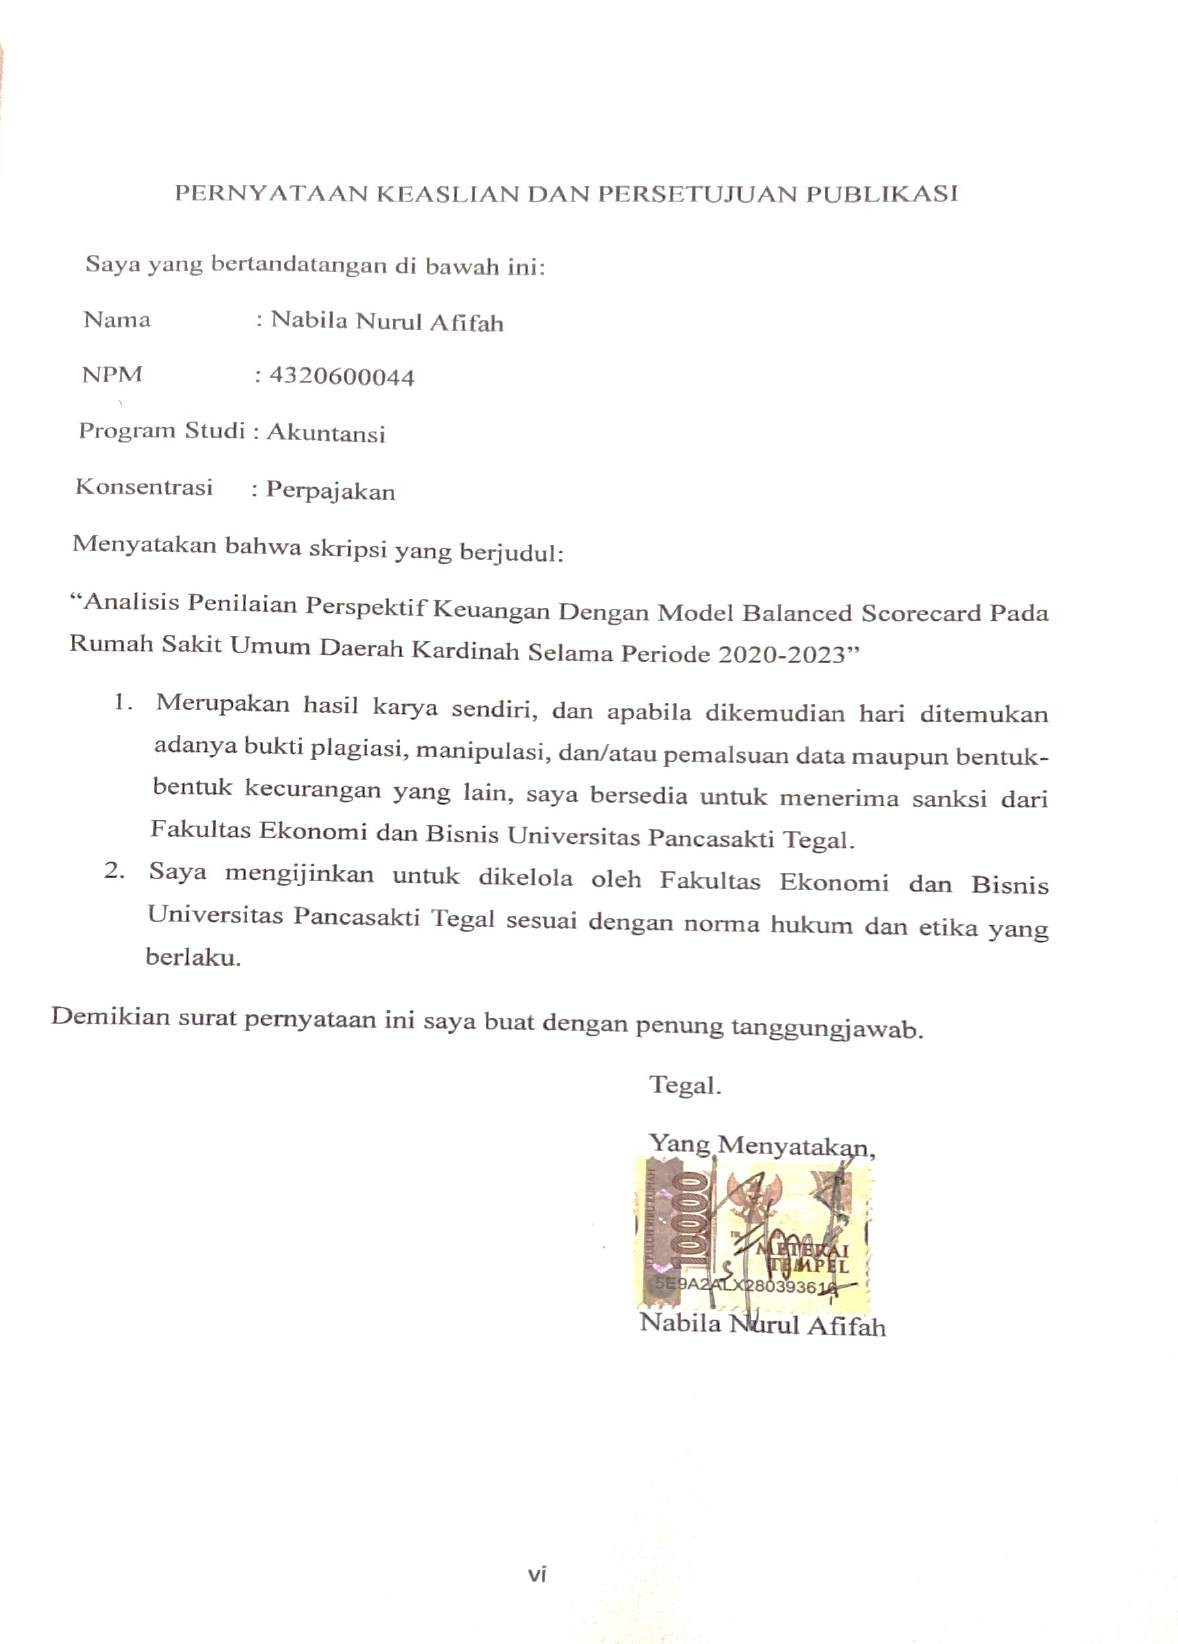 PERNYATAAN KEASLIAN DAN PERSETUJUAN PUBLIKASI
Saya yang bertandatangan di bawah ini:
Nama : Nabila Nurul Afifah
NPM : 4320600044
Program Studi : Akuntansi
Konsentrasi : Perpajakan
Menyatakan bahwa skripsi yang berjudul:
“Analisis Penilaian Perspektif Keuangan Dengan Model Balanced Scorecard Pada
Rumah Sakit Umum Daerah Kardinah Selama Periode 2020-2023”
1. Merupakan hasil karya sendiri, dan apabila dikemudian hari ditemukan
adanya bukti plagiasi, manipulasi, dan/atau pemalsuan data maupun bentuk-
bentuk kecurangan yang lain, saya bersedia untuk menerima sanksi dari
Fakultas Ekonomi dan Bisnis Universitas Pancasakti Tegal.
2. Saya mengijinkan untuk dikelola oleh Fakultas Ekonomi dan Bisnis
Universitas Pancasakti Tegal sesuai dengan norma hukum dan etika yang
berlaku.
Demikian surat pernyataan ini saya buat dengan penung tanggungjawab.
Tegal.
Yang Menyatakan,
SEPULUH RIBU RUPIAH
10000
METERAI
TEMPEL
Nabila Nurul Afifah
vi